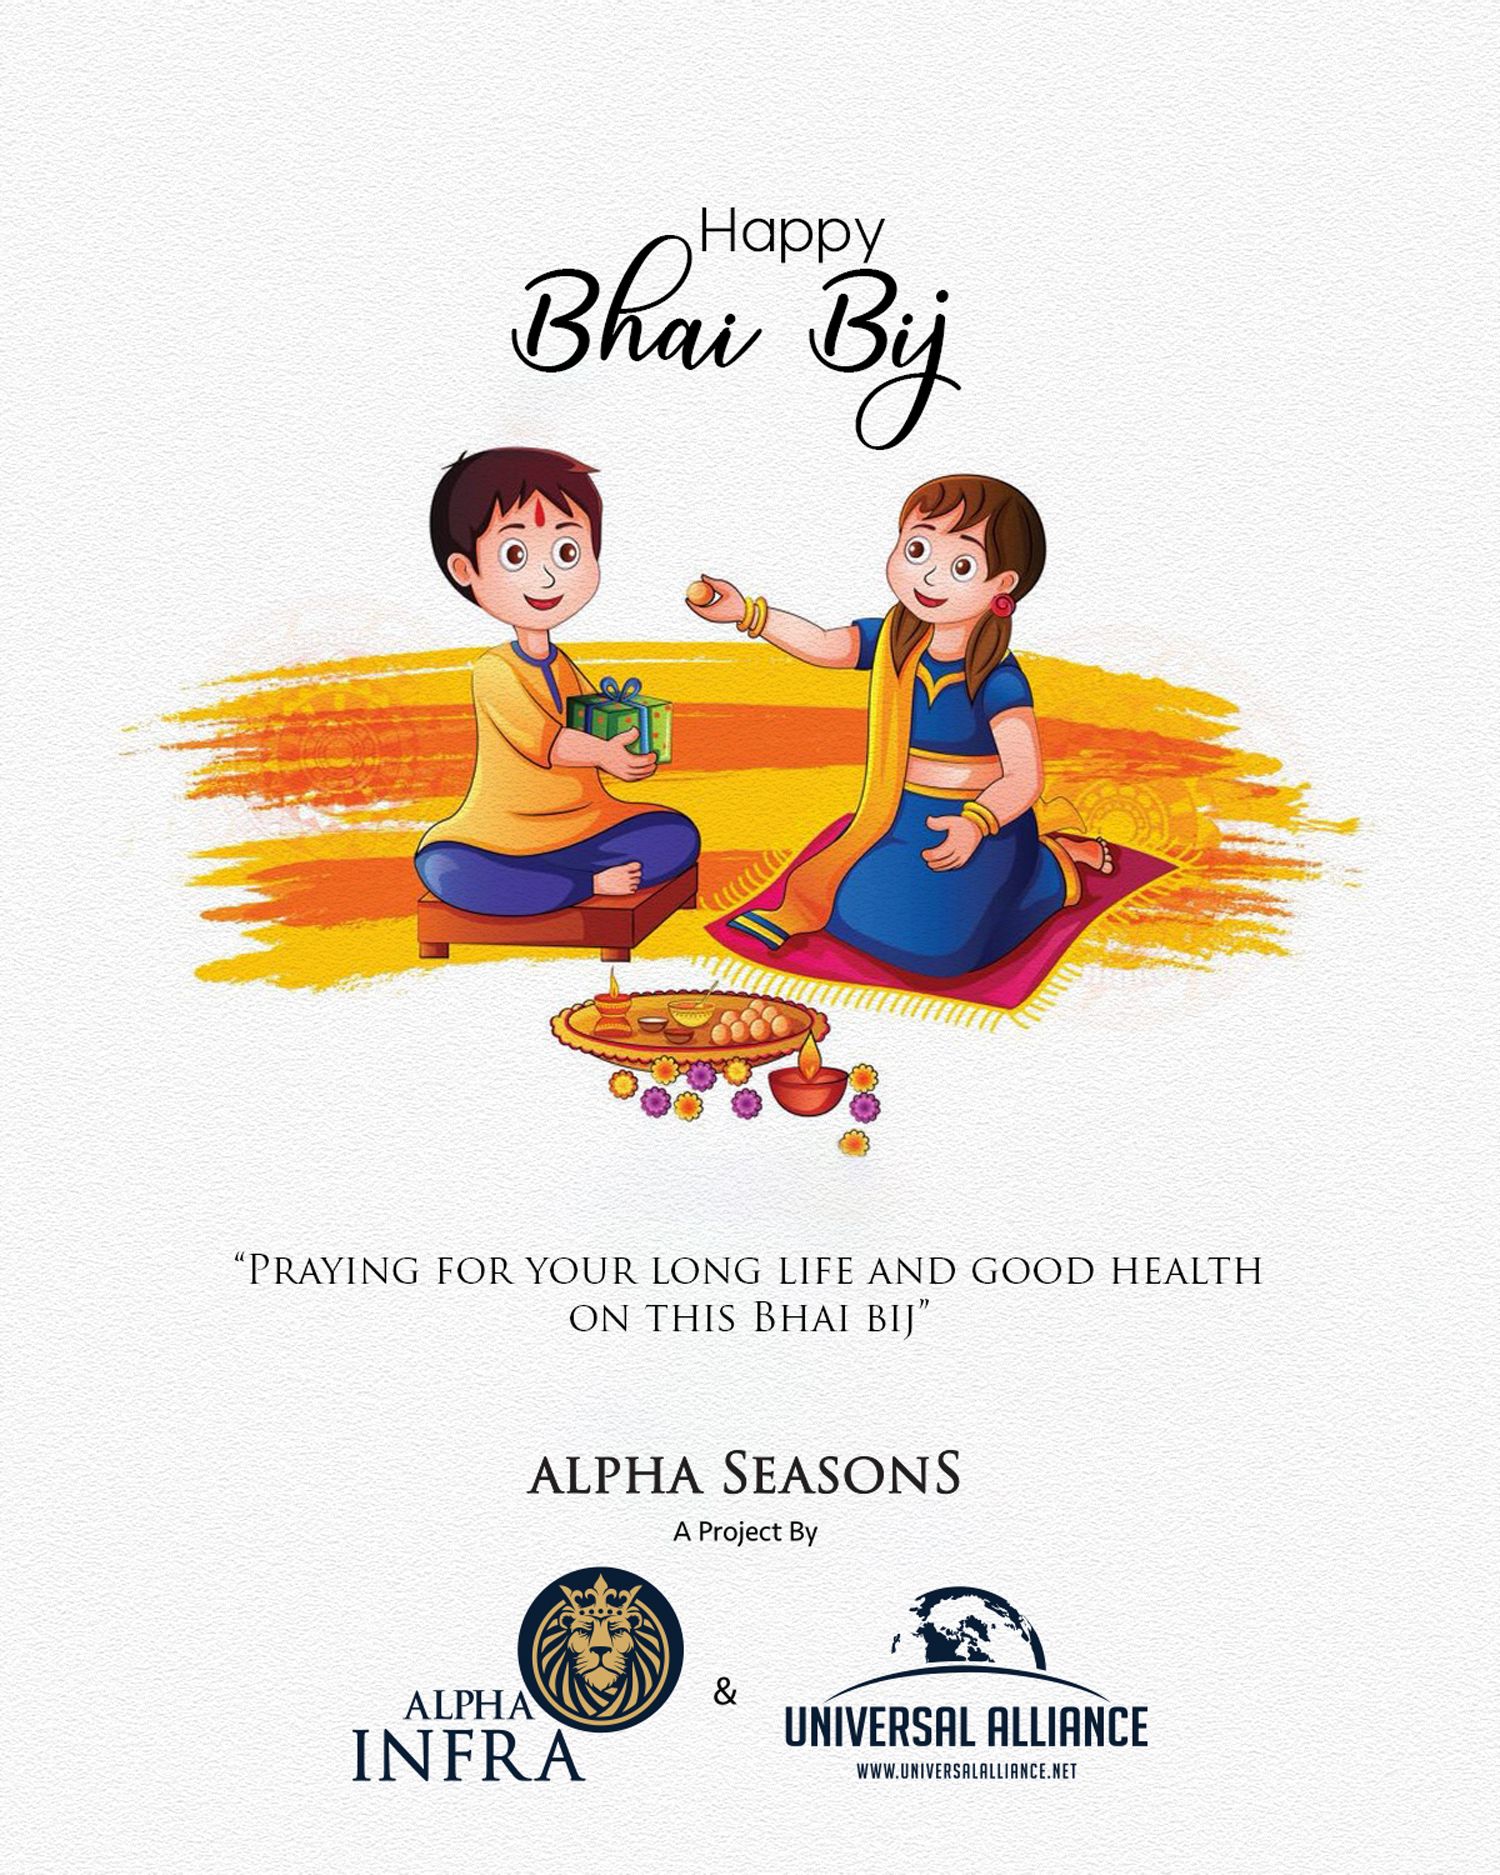 Happy
Bhai Bij
“Praying for your long life and good health
on this Bhai bij”
ALPHA SEASONS
A Project By
ALPHA
INFRA
&
UNIVERSAL ALLIANCE
WWW.UNIVERSALALLIANCE.NET